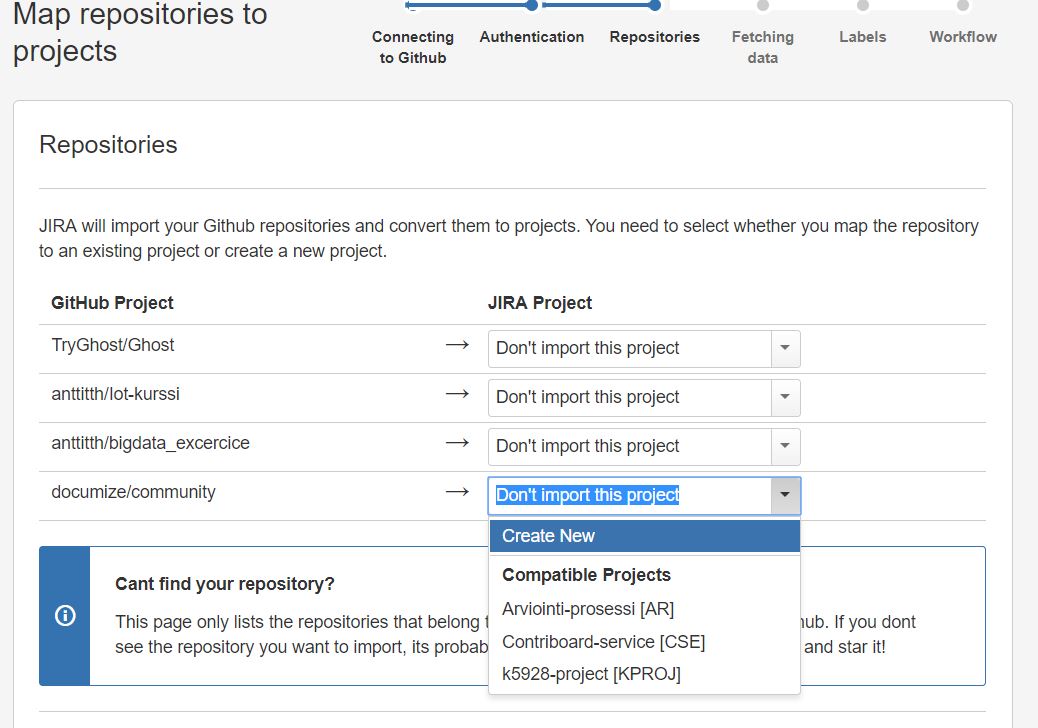 Map repositories to
projects
Connecting
to Github
Authentication
Repositories
Fetching
data
Labels
Workflow
Repositories
JIRA will import your Github repositories and convert them to projects. You need to select whether you map the repository
to an existing project or create a new project.
GitHub Project JIRA Project
TryGhost/Ghost → Don't import this project
anttitth/Iot-kurssi → Don't import this project
anttitth/bigdata_excercice → Don't import this project
documize/community → Don't import this project
Create New
Compatible Projects
Arviointi-prosessi [AR]
Contriboard-service [CSE]
k5928-project [KPROJ]
Cant find your repository?
This page only lists the repositories that belong hub. If you dont
see the repository you want to import, its probab and star it!